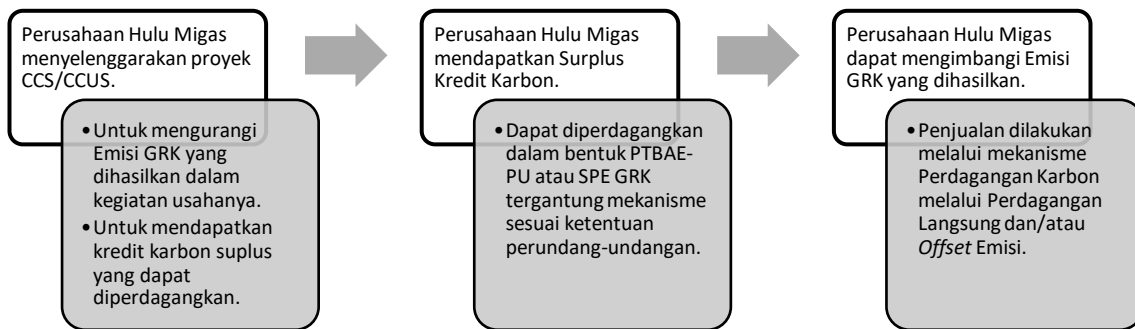 Perusahaan Hulu Migas
menyelenggarakan proyek
CCS/CCUS.
• Untuk mengurangi
Emisi GRK yang
dihasilkan dalam
kegiatan usahanya.
• Untuk mendapatkan
kredit karbon suplus
yang dapat
diperdagangkan.
Perusahaan Hulu Migas
mendapatkan Surplus
Kredit Karbon.
• Dapat diperdagangkan
dalam bentuk PTBAE-
PU atau SPE GRK
tergantung mekanisme
sesuai ketentuan
perundang-undangan.
Perusahaan Hulu Migas
dapat mengimbangi Emisi
GRK yang dihasilkan.
• Penjualan dilakukan
melalui mekanisme
Perdagangan Karbon
melalui Perdagangan
Langsung dan/atau
Offset Emisi.